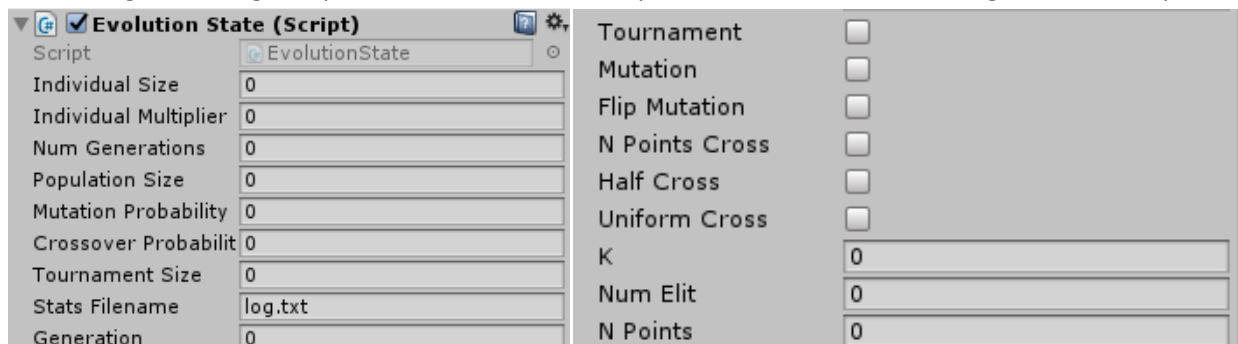 Evolution State (Script)
Script EvolutionState
Individual Size 0
Individual Multiplier 0
Num Generations 0
Population Size 0
Mutation Probability 0
Crossover Probabilit 0
Tournament Size 0
Stats Filename log.txt
Generation 0
Tournament
Mutation
Flip Mutation
N Points Cross
Half Cross
Uniform Cross
K 0
Num Elit 0
N Points 0